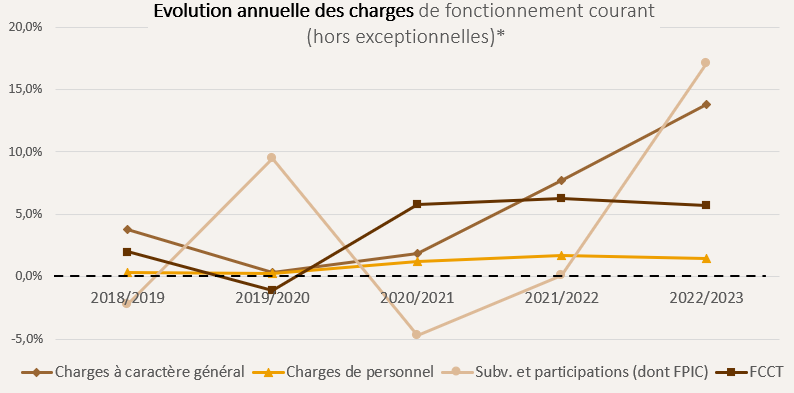 Evolution annuelle des charges de fonctionnement courant
(hors exceptionnelles)*
20,0%
15,0%
10,0%
5,0%
0,0%
-5,0%
2018/2019 2019/2020 2020/2021 2021/2022 2022/2023
Charges à caractère général Charges de personnel Subv. et participations (dont FPIC) FCCT